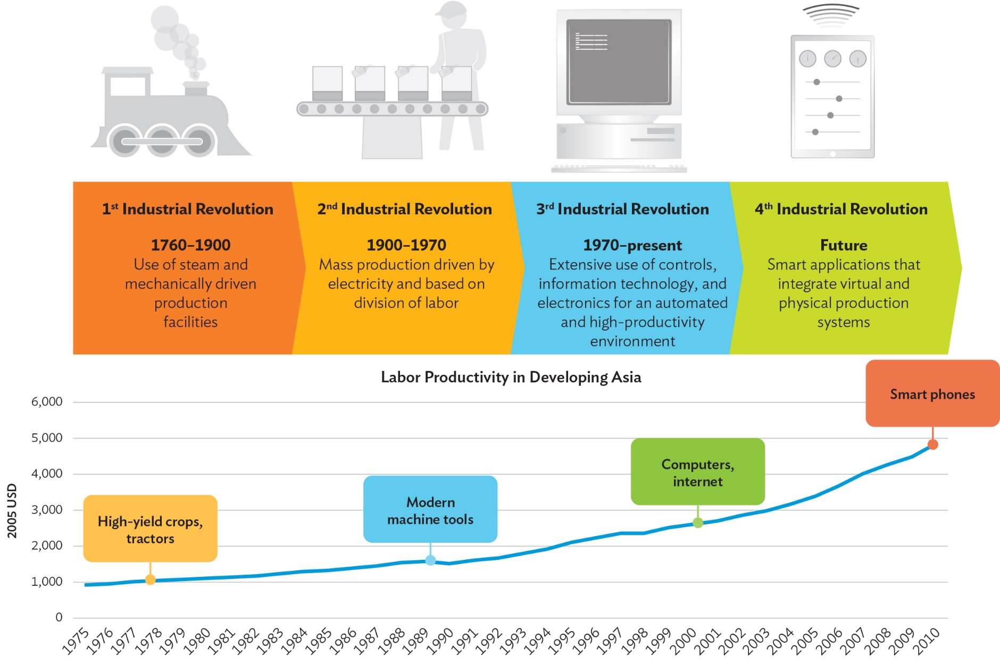 1st Industrial Revolution
1760–1900
Use of steam and
mechanically driven
production
facilities
2nd Industrial Revolution
1900–1970
Mass production driven by
electricity and based on
division of labor
3rd Industrial Revolution
1970–present
Extensive use of controls,
information technology, and
electronics for an automated
and high-productivity
environment
4th Industrial Revolution
Future
Smart applications that
integrate virtual and
physical production
systems
Labor Productivity in Developing Asia
2005 USD
6,000
5,000
4,000
3,000
2,000
1,000
0
High-yield crops,
tractors
Modern
machine tools
Computers,
internet
Smart phones
1975
1976
1977
1978
1979
1980
1981
1982
1983
1984
1985
1986
1987
1988
1989
1990
1991
1992
1993
1994
1995
1996
1997
1998
1999
2000
2001
2002
2003
2004
2005
2006
2007
2008
2009
2010